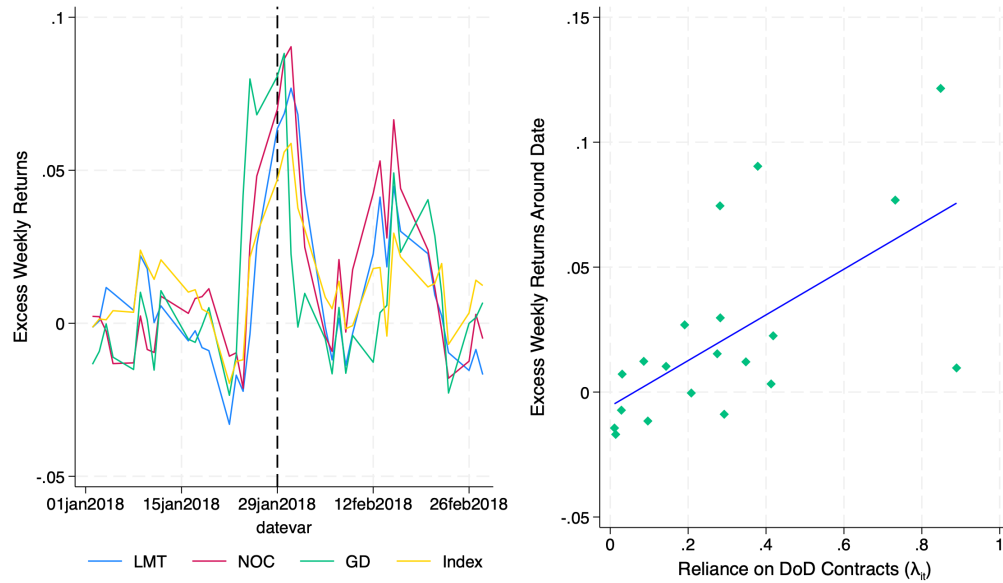 Excess Weekly Returns
.1
.05
0
-.05
01jan2018 15jan2018 29jan2018 12feb2018 26feb2018
datevar
LMT NOC GD Index
Excess Weekly Returns Around Date
.15
.1
.05
0
-.05
0 .2 .4 .6 .8 1
Reliance on DoD Contracts (λit)